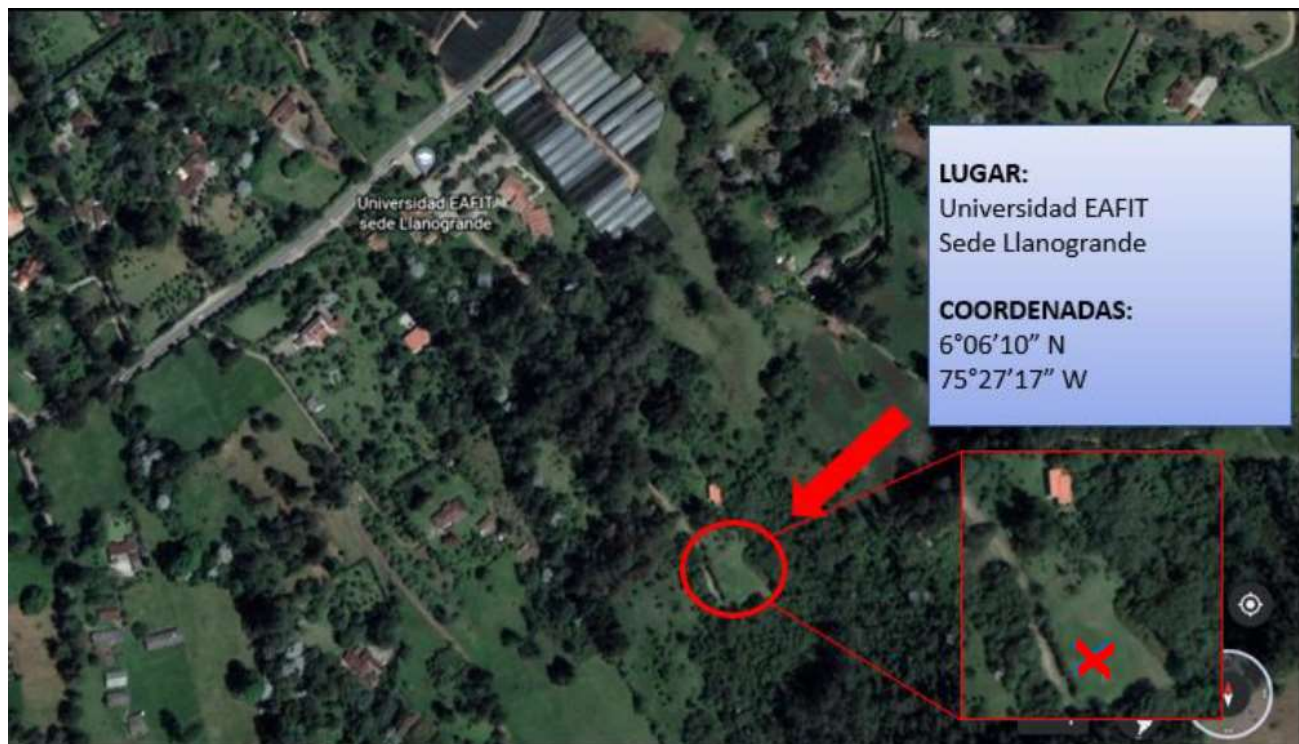 Universidad EAFIT
sede Llanogrande
LUGAR:
Universidad EAFIT
Sede Llanogrande
COORDENADAS:
6°06’10” N
75°27’17” W